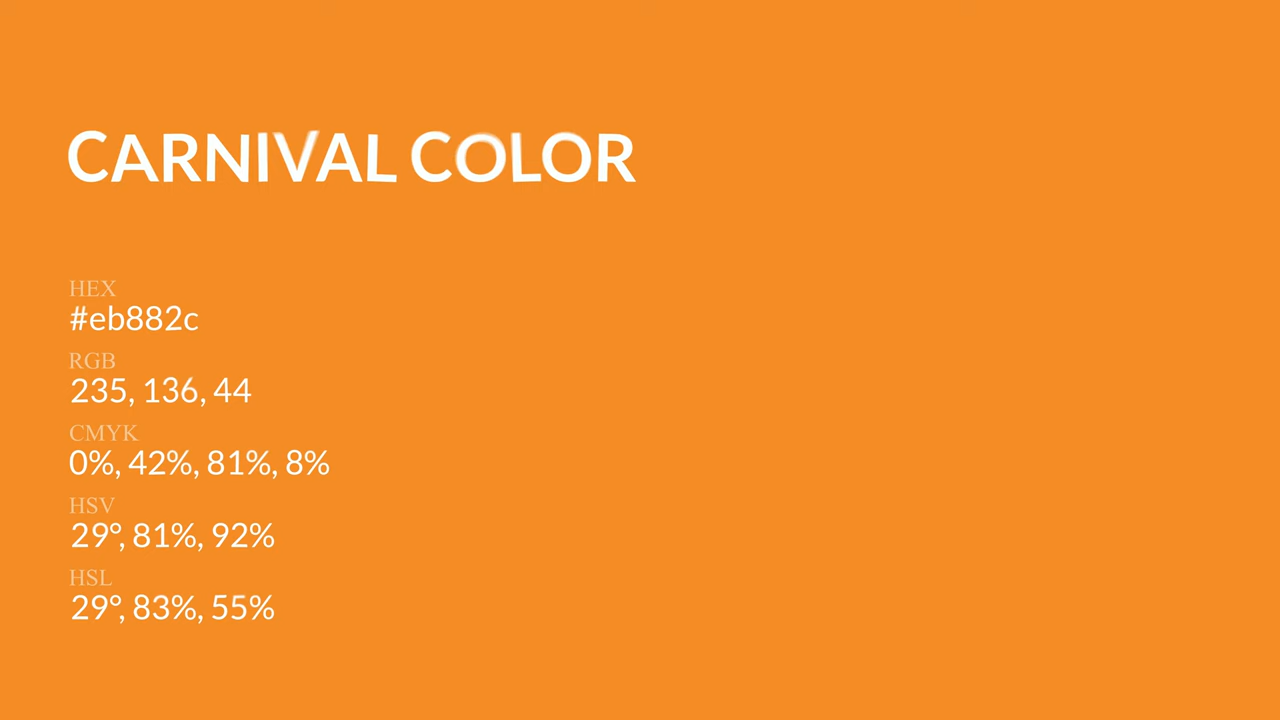 CARNIVAL COLOR
HEX
#eb882c
RGB
235, 136, 44
CMYK
0%, 42%, 81%, 8%
HSV
29°, 81%, 92%
HSL
29°, 83%, 55%